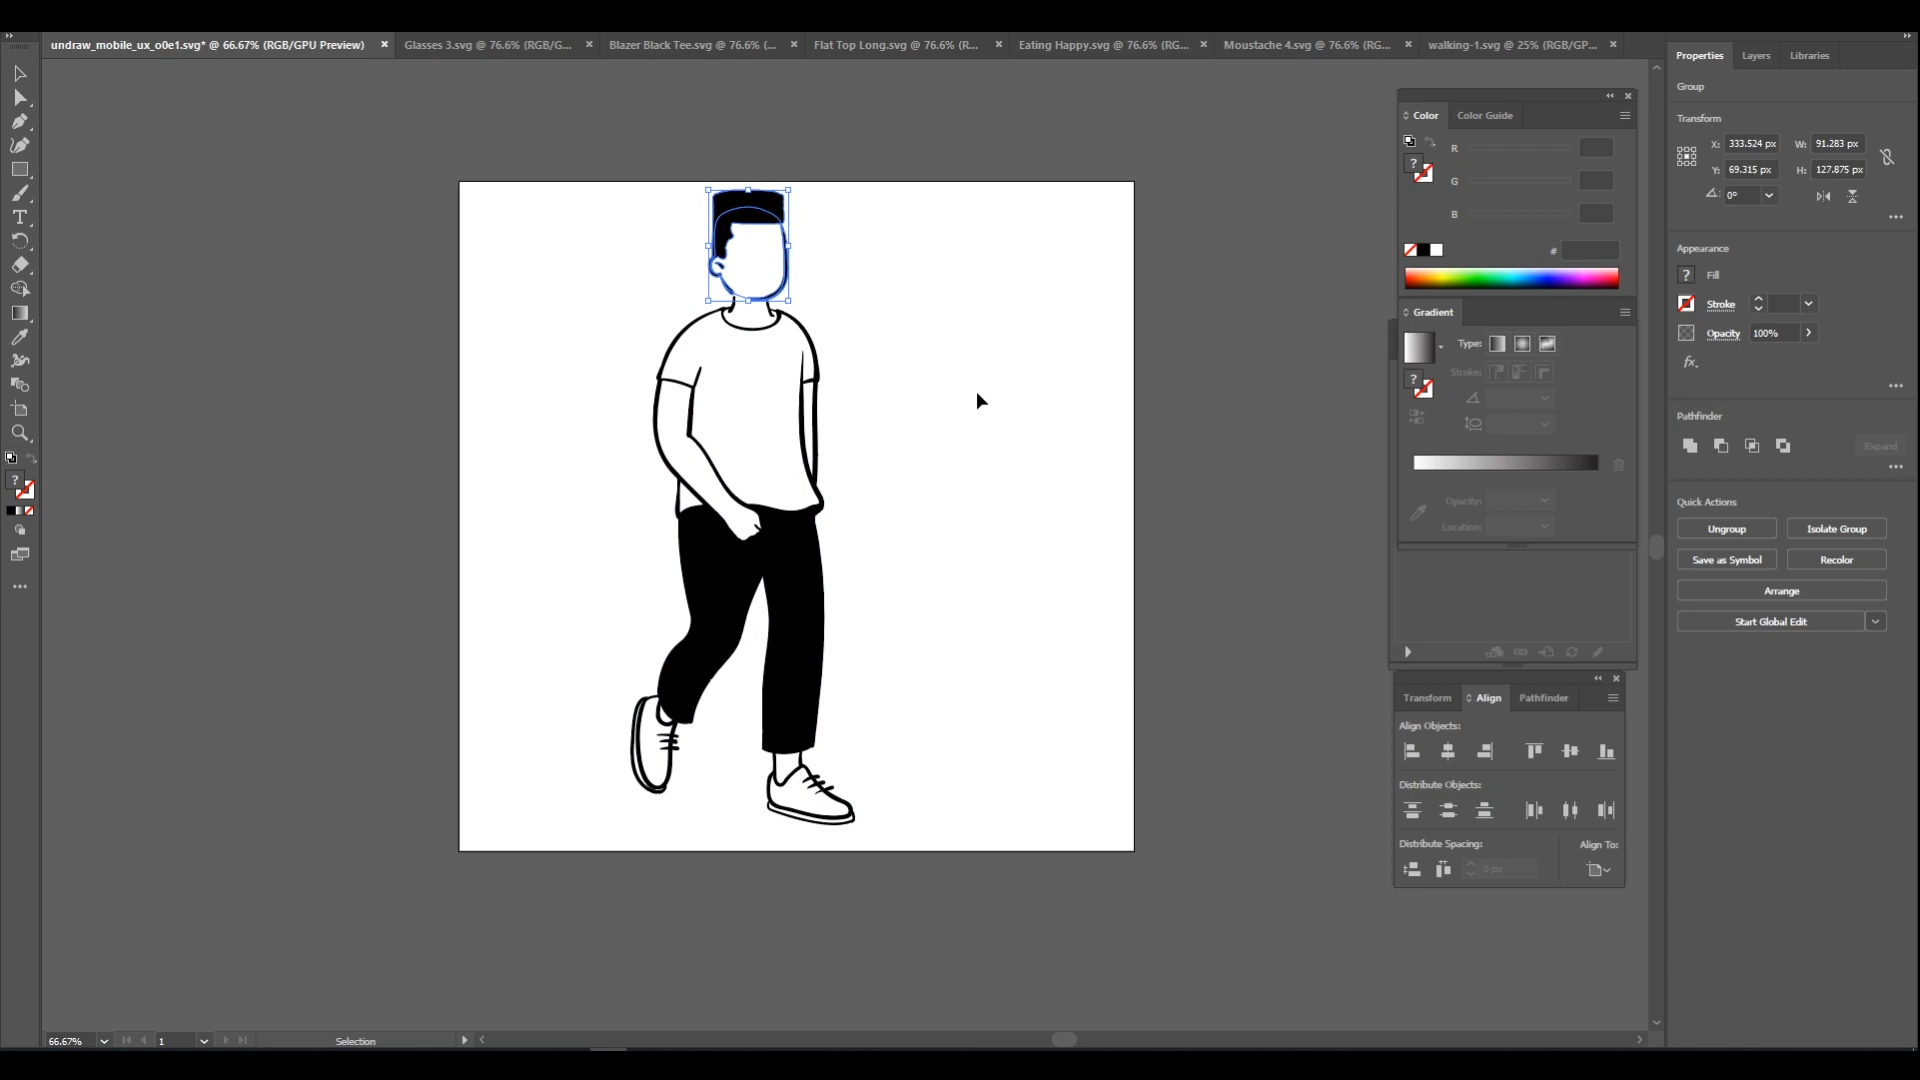 undraw_mobile_ux_o0e1.svg* @ 66.67% (RGB/GPU Preview) ×
Glasses 3.svg @ 76.6% (RGB/G... ×
Blazer Black Tee.svg @ 76.6% (... ×
Flat Top Long.svg @ 76.6% (R... ×
Eating Happy.svg @ 76.6% (RG... ×
Moustache 4.svg @ 76.6% (RG... ×
walking-1.svg @ 25% (RGB/GP... ×
Properties Layers Libraries
Group
Transform
X: 333.524 px W: 91.283 px
Y: 69.315 px H: 127.875 px
0°
Appearance
? Fill
Stroke
Opacity 100%
fx.
Pathfinder
Expand
Quick Actions
Ungroup Isolate Group
Save as Symbol Recolor
Arrange
Start Global Edit
Color Color Guide
? R
G
B
#
Gradient
Type:
? Stroke:
Opacity:
Location:
Transform Align Pathfinder
Align Objects:
Distribute Objects:
Distribute Spacing: Align To:
0 px
T
?
66.67% 1 Selection